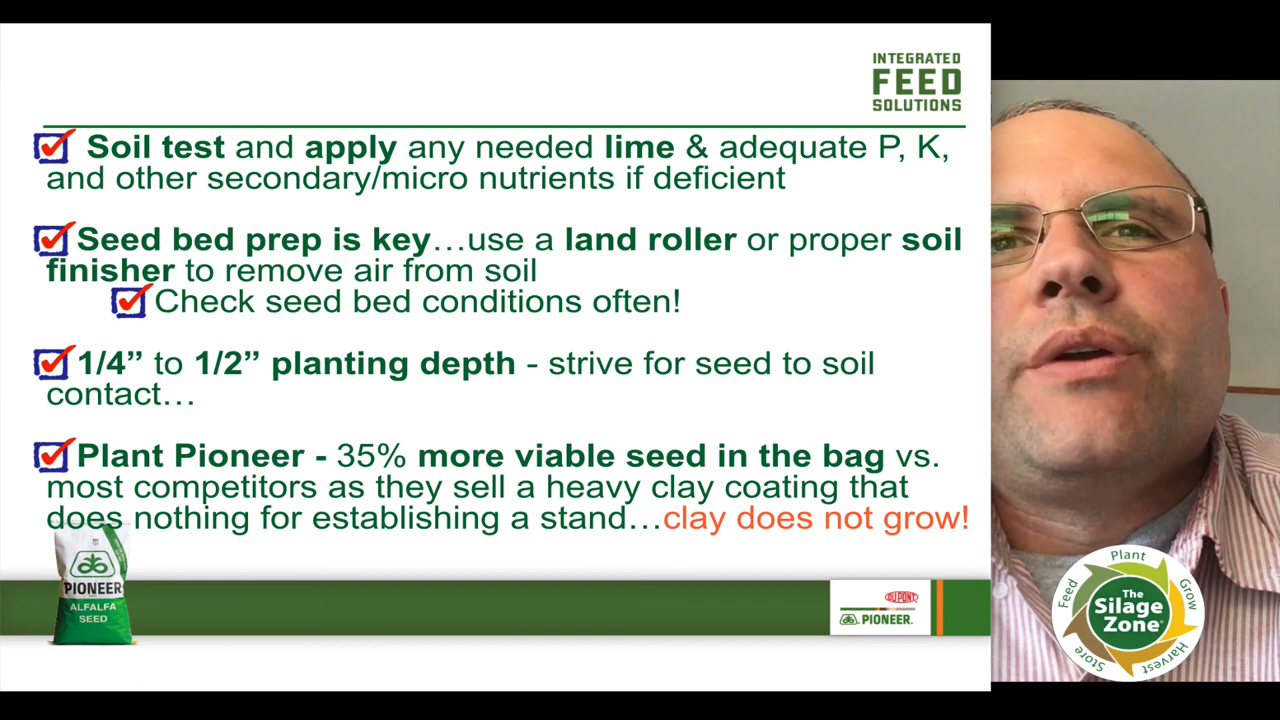 INTEGRATED
FEED
SOLUTIONS
Soil test and apply any needed lime & adequate P, K,
and other secondary/micro nutrients if deficient
Seed bed prep is key…use a land roller or proper soil
finisher to remove air from soil
Check seed bed conditions often!
1/4” to 1/2” planting depth - strive for seed to soil
contact…
Plant Pioneer - 35% more viable seed in the bag vs.
most competitors as they sell a heavy clay coating that
does nothing for establishing a stand…clay does not grow!
PIONEER
ALFALFA
SEED
DUPONT
PIONEER.
Plant
Grow
Harvest
Store
Feed
The
Silage
Zone